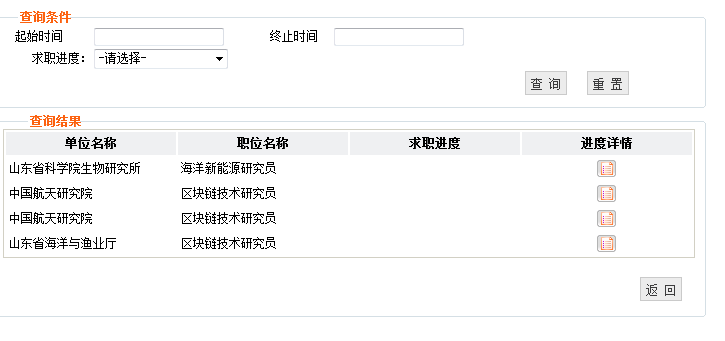 查询条件
起始时间 终止时间
求职进度： -请选择-
查 询 重 置
查询结果
单位名称 职位名称 求职进度 进度详情
山东省科学院生物研究所 海洋新能源研究员
中国航天研究院 区块链技术研究员
中国航天研究院 区块链技术研究员
山东省海洋与渔业厅 区块链技术研究员
返 回